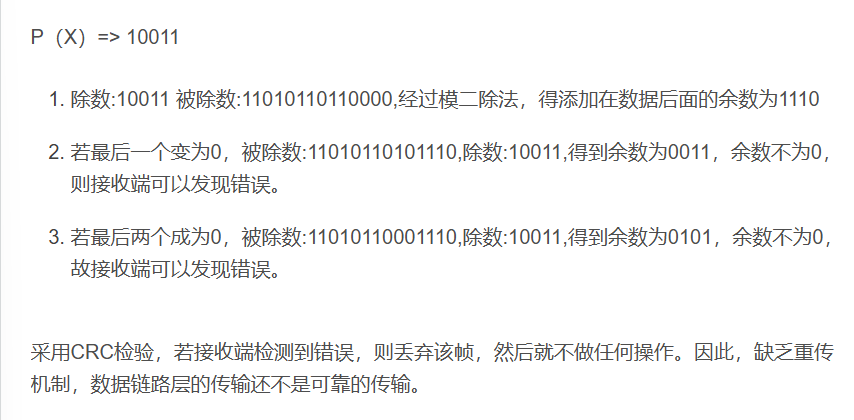 P（X）=> 10011
1. 除数:10011 被除数:11010110110000,经过模二除法，得添加在数据后面的余数为1110
2. 若最后一个变为0，被除数:11010110101110,除数:10011,得到余数为0011，余数不为0，
则接收端可以发现错误。
3. 若最后两个成为0，被除数:11010110001110,除数:10011,得到余数为0101，余数不为0，
故接收端可以发现错误。
采用CRC检验，若接收端检测到错误，则丢弃该帧，然后就不做任何操作。因此，缺乏重传
机制，数据链路层的传输还不是可靠的传输。